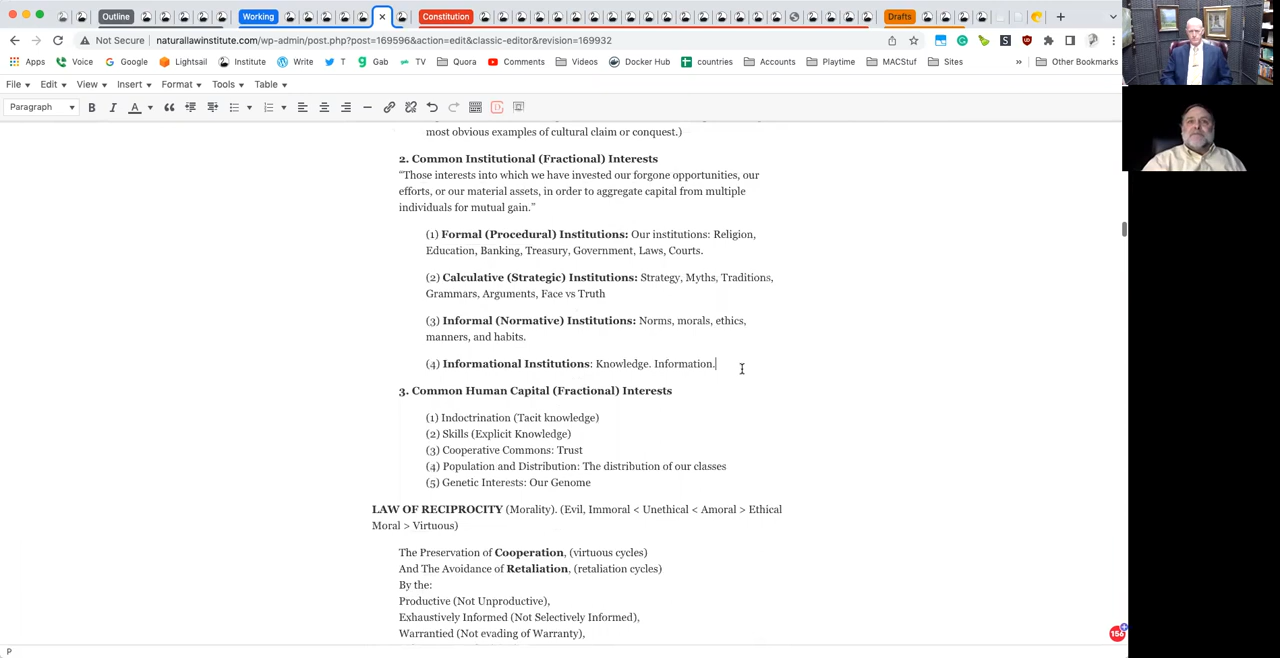 Outline
Working
Constitution
Drafts
Not Secure naturallawinstitute.com/wp-admin/post.php?post=169596&action=edit&classic-editor&revision=169932
Apps Voice Google Lightsail Institute Write T Gab TV Quora Comments Videos Docker Hub countries Accounts Playtime MACStuf Sites » Other Bookmarks
File Edit View Insert Format Tools Table
Paragraph B I A
most obvious examples of cultural claim or conquest.)
2. Common Institutional (Fractional) Interests
“Those interests into which we have invested our forgone opportunities, our
efforts, or our material assets, in order to aggregate capital from multiple
individuals for mutual gain.”
(1) Formal (Procedural) Institutions: Our institutions: Religion,
Education, Banking, Treasury, Government, Laws, Courts.
(2) Calculative (Strategic) Institutions: Strategy, Myths, Traditions,
Grammars, Arguments, Face vs Truth
(3) Informal (Normative) Institutions: Norms, morals, ethics,
manners, and habits.
(4) Informational Institutions: Knowledge. Information.
3. Common Human Capital (Fractional) Interests
(1) Indoctrination (Tacit knowledge)
(2) Skills (Explicit Knowledge)
(3) Cooperative Commons: Trust
(4) Population and Distribution: The distribution of our classes
(5) Genetic Interests: Our Genome
LAW OF RECIPROCITY (Morality). (Evil, Immoral < Unethical < Amoral > Ethical
Moral > Virtuous)
The Preservation of Cooperation, (virtuous cycles)
And The Avoidance of Retaliation, (retaliation cycles)
By the:
Productive (Not Unproductive),
Exhaustively Informed (Not Selectively Informed),
Warrantied (Not evading of Warranty),
156
P